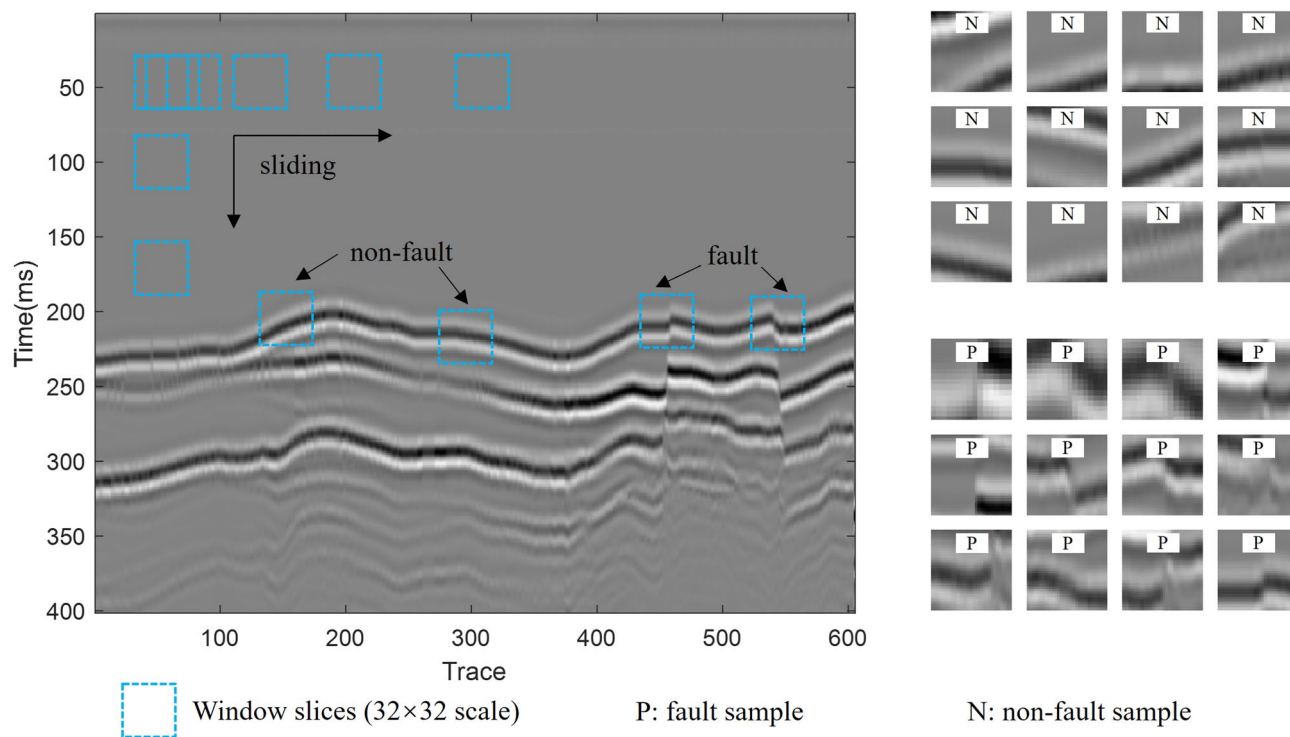 N N N N
50
100
sliding
N N N N
150
non-fault
fault
N N N N
200
Time(ms)
250
P P P P
300
P P P P
350
P P P P
400
100 200 300 400 500 600
Trace
Window slices (32×32 scale)
P: fault sample
N: non-fault sample